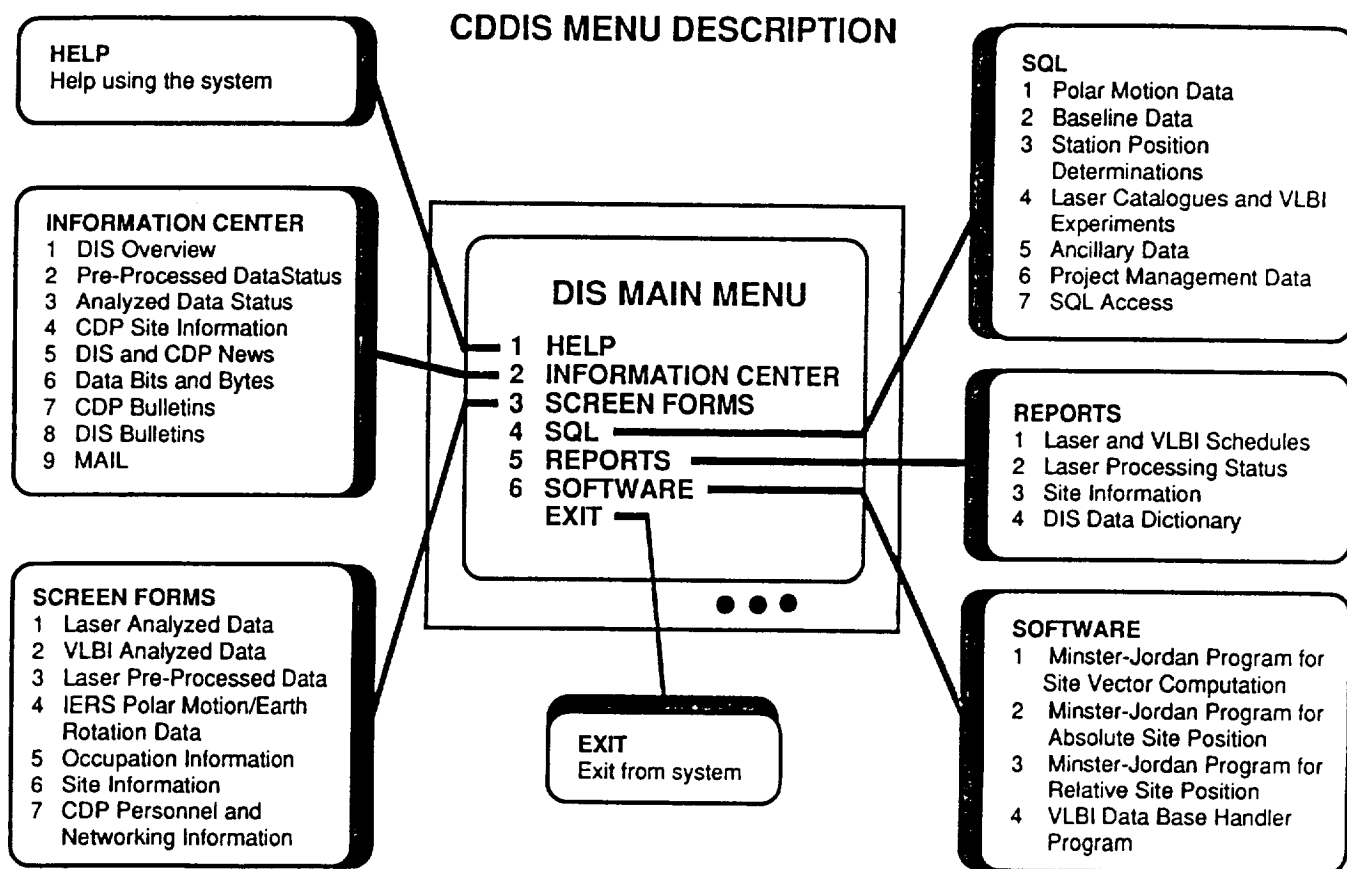 CDDIS MENU DESCRIPTION
HELP
Help using the system
INFORMATION CENTER
1 DIS Overview
2 Pre-Processed DataStatus
3 Analyzed Data Status
4 CDP Site Information
5 DIS and CDP News
6 Data Bits and Bytes
7 CDP Bulletins
8 DIS Bulletins
9 MAIL
SCREEN FORMS
1 Laser Analyzed Data
2 VLBI Analyzed Data
3 Laser Pre-Processed Data
4 IERS Polar Motion/Earth
Rotation Data
5 Occupation Information
6 Site Information
7 CDP Personnel and
Networking Information
DIS MAIN MENU
1 HELP
2 INFORMATION CENTER
3 SCREEN FORMS
4 SQL
5 REPORTS
6 SOFTWARE
EXIT
EXIT
Exit from system
SQL
1 Polar Motion Data
2 Baseline Data
3 Station Position
Determinations
4 Laser Catalogues and VLBI
Experiments
5 Ancillary Data
6 Project Management Data
7 SQL Access
REPORTS
1 Laser and VLBI Schedules
2 Laser Processing Status
3 Site Information
4 DIS Data Dictionary
SOFTWARE
1 Minster-Jordan Program for
Site Vector Computation
2 Minster-Jordan Program for
Absolute Site Position
3 Minster-Jordan Program for
Relative Site Position
4 VLBI Data Base Handler
Program